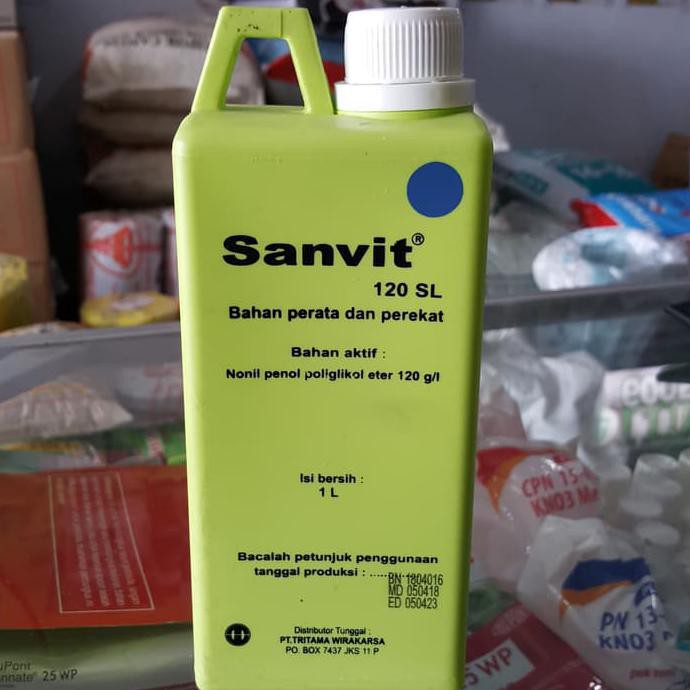 Sanvit®
120 SL
Bahan perata dan perekat
Bahan aktif :
Nonil penol poliglikol eter 120 g/l
Isi bersih :
1 L
Bacalah petunjuk penggunaan
tanggal produksi : ......
BN 1804016
MD 050418
ED 050423
Distributor Tunggal :
PT.TRITAMA WIRAKARSA
PO. BOX 7437 JKS 11 P
CPN 15-
KNO3
PN 13-
KNO3
25 WP
5 WP